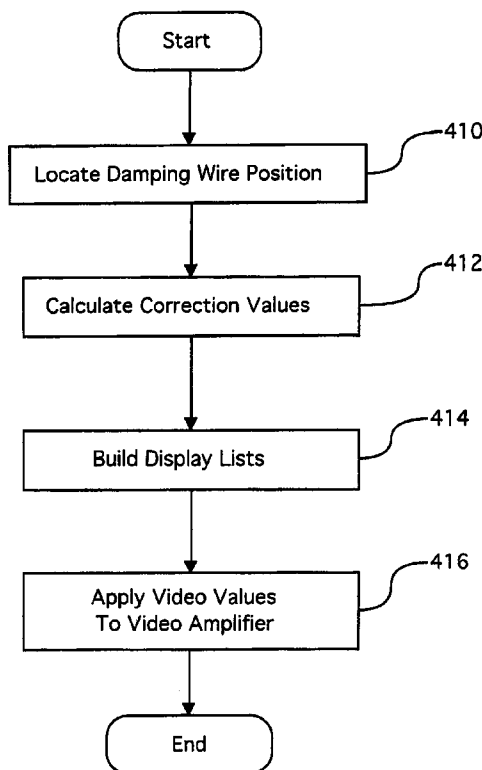 Start
410
Locate Damping Wire Position
412
Calculate Correction Values
414
Build Display Lists
416
Apply Video Values
To Video Amplifier
End